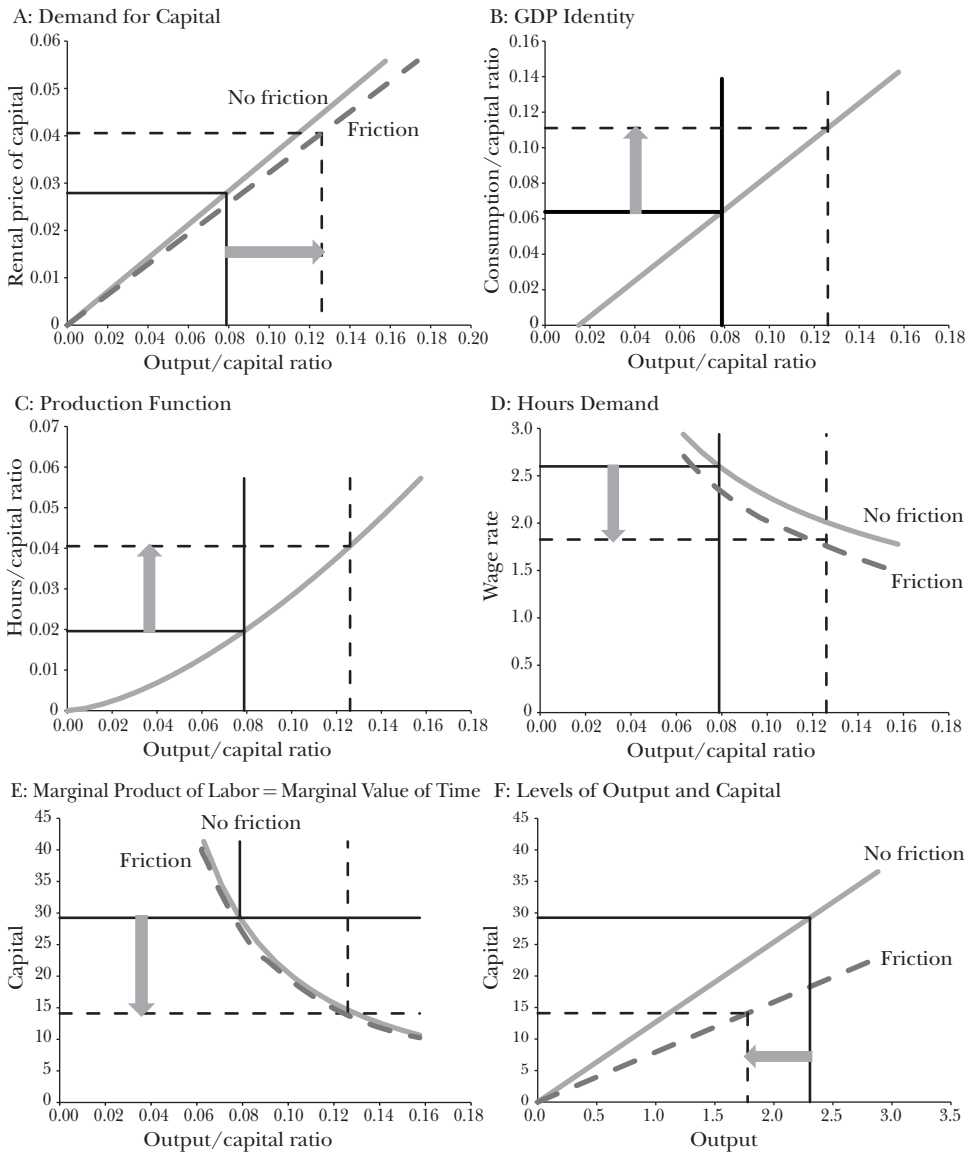 A: Demand for Capital
Rental price of capital
0.06
0.05
0.04
0.03
0.02
0.01
0
No friction
Friction
0.00 0.02 0.04 0.06 0.08 0.10 0.12 0.14 0.16 0.18 0.20
Output/capital ratio
B: GDP Identity
Consumption/capital ratio
0.16
0.14
0.12
0.10
0.08
0.06
0.04
0.02
0
0.00 0.02 0.04 0.06 0.08 0.10 0.12 0.14 0.16 0.18
Output/capital ratio
C: Production Function
Hours/capital ratio
0.07
0.06
0.05
0.04
0.03
0.02
0.01
0
0.00 0.02 0.04 0.06 0.08 0.10 0.12 0.14 0.16 0.18
Output/capital ratio
D: Hours Demand
Wage rate
3.0
2.5
2.0
1.5
1.0
0.5
0
No friction
Friction
0.00 0.02 0.04 0.06 0.08 0.10 0.12 0.14 0.16 0.18
Output/capital ratio
E: Marginal Product of Labor = Marginal Value of Time
Capital
45
40
35
30
25
20
15
10
5
0
No friction
Friction
0.00 0.02 0.04 0.06 0.08 0.10 0.12 0.14 0.16 0.18
Output/capital ratio
F: Levels of Output and Capital
Capital
45
40
35
30
25
20
15
10
5
0
No friction
Friction
0.0 0.5 1.0 1.5 2.0 2.5 3.0 3.5
Output